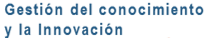 Gestión del conocimiento
y la Innovación